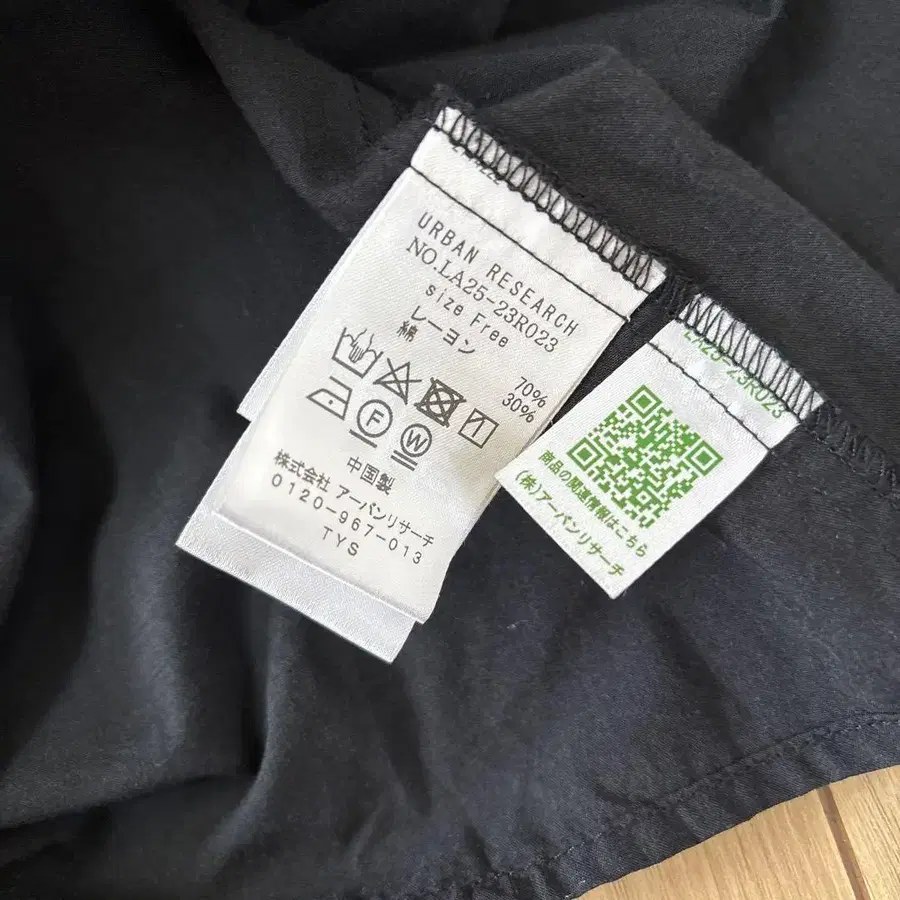 URBAN RESEARCH
NO.LA25-23R023
size Free
レーヨン 70%
綿 30%
F W
中国製
株式会社 アーバンリサーチ
0120-967-013
TYS
LA25-23R023
商品の関連情報はこちら
(株)アーバンリサーチ